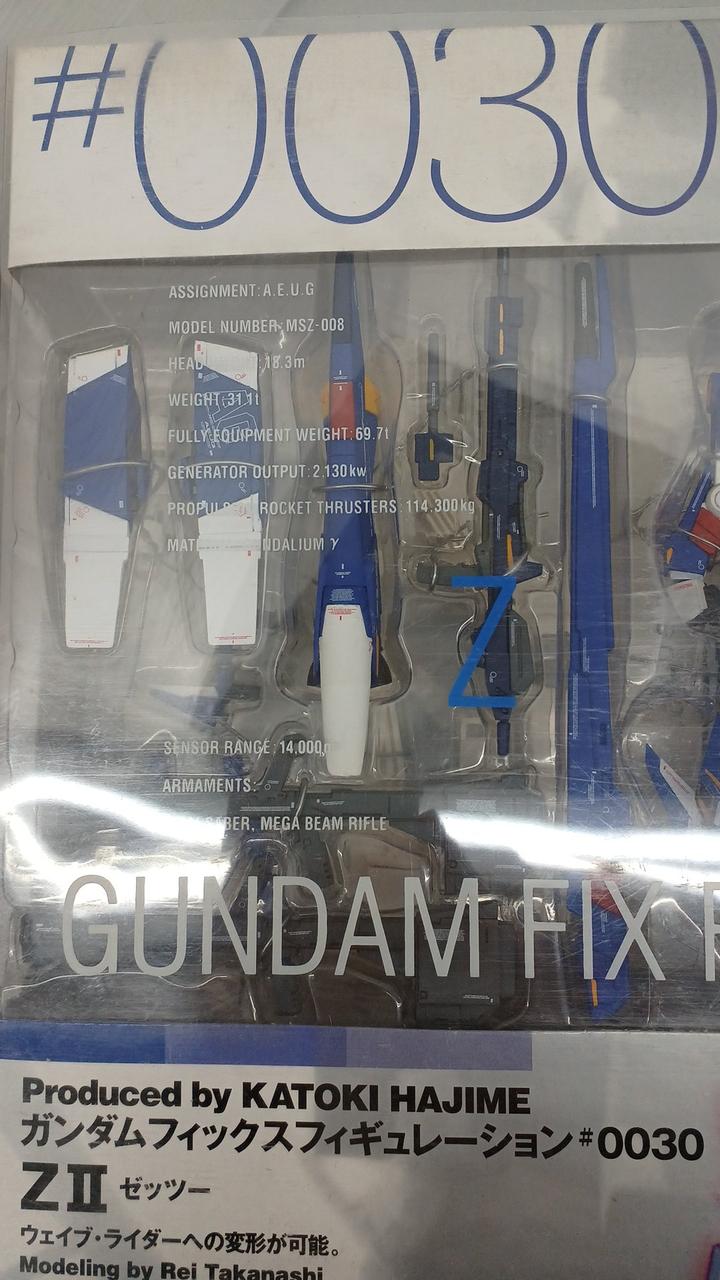 #0030
ASSIGNMENT: A.E.U.G
MODEL NUMBER: MSZ-008
18.3m
WEIGHT: 31.1t
FULLY EQUIPMENT WEIGHT: 69.7t
GENERATOR OUTPUT: 2.130kw
ROCKET THRUSTERS: 114.300kg
γ
Z
SENSOR RANGE: 14,000m
ARMAMENTS:
SABER, MEGA BEAM RIFLE
GUNDAM FIX F
Produced by KATOKI HAJIME
ガンダムフィックスフィギュレーション#0030
ZⅡ ゼッツー
ウェイブ・ライダーへの変形が可能。
Modeling by Rei Takanashi